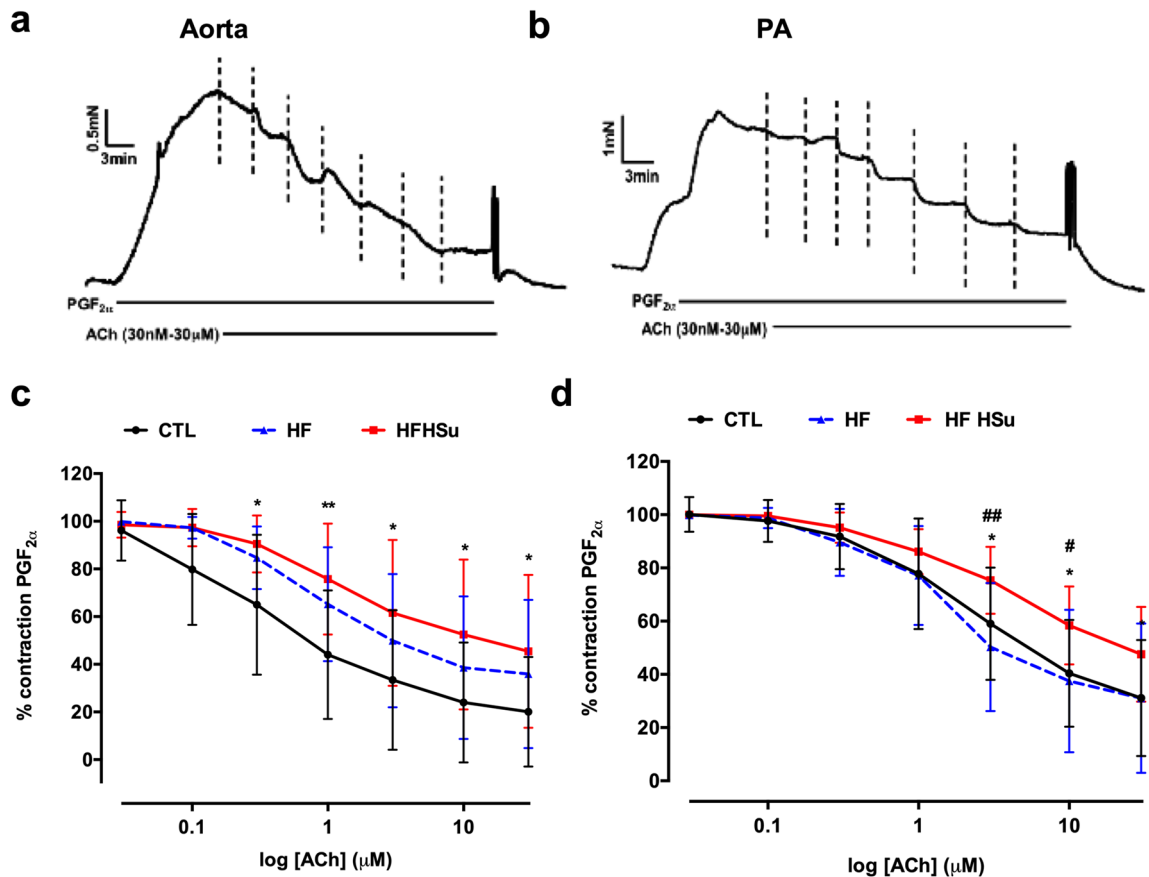 a
Aorta
b
PA
0.5mN
3min
1mN
3min
PGF2α
ACh (30nM-30μM)
PGF2α
ACh (30nM-30μM)
c
d
CTL
HF
HFHSu
CTL
HF
HF HSu
% contraction PGF2α
120
100
80
60
40
20
0
*
**
*
*
*
0.1
1
10
log [ACh] (μM)
% contraction PGF2α
120
100
80
60
40
20
0
##
*
#
*
0.1
1
10
log [ACh] (μM)